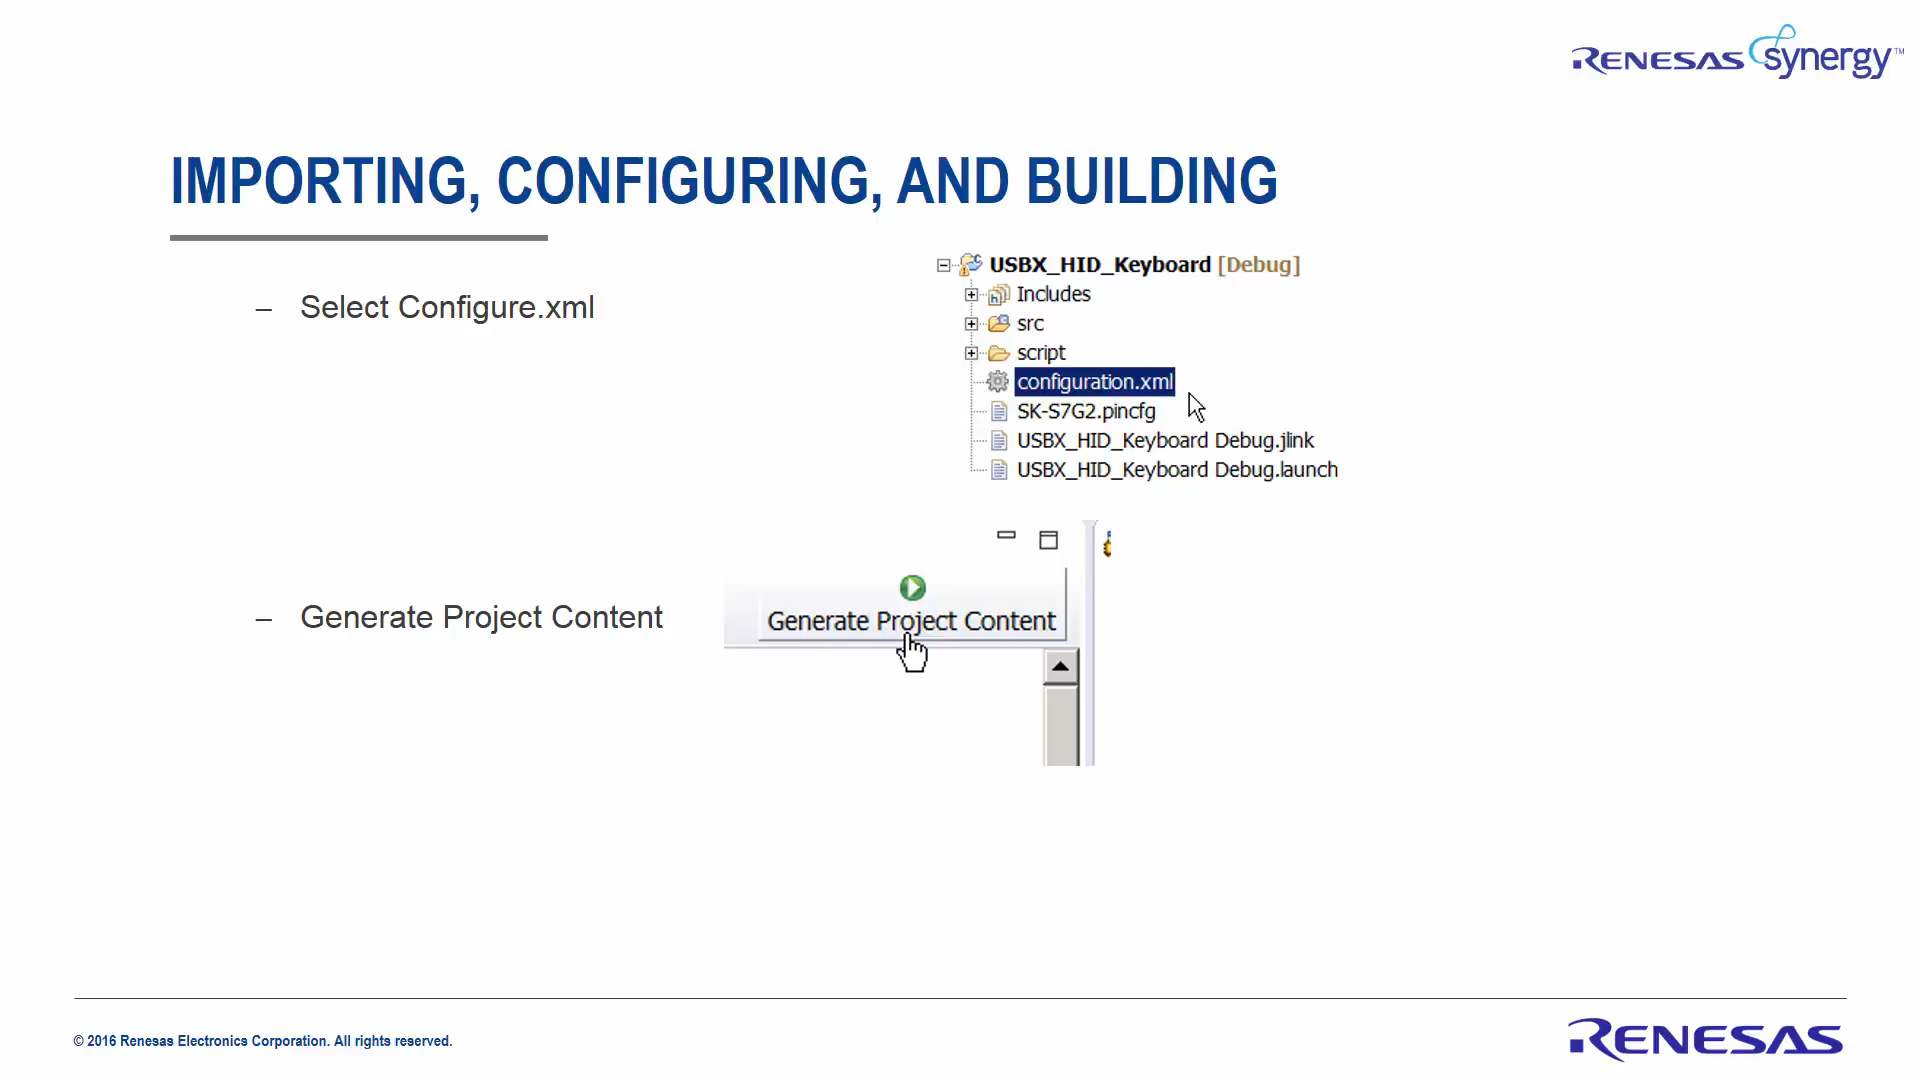 RENESAS synergy™
IMPORTING, CONFIGURING, AND BUILDING
– Select Configure.xml
USBX_HID_Keyboard [Debug]
Includes
src
script
configuration.xml
SK-S7G2.pincfg
USBX_HID_Keyboard Debug.jlink
USBX_HID_Keyboard Debug.launch
– Generate Project Content
Generate Project Content
© 2016 Renesas Electronics Corporation. All rights reserved.
RENESAS